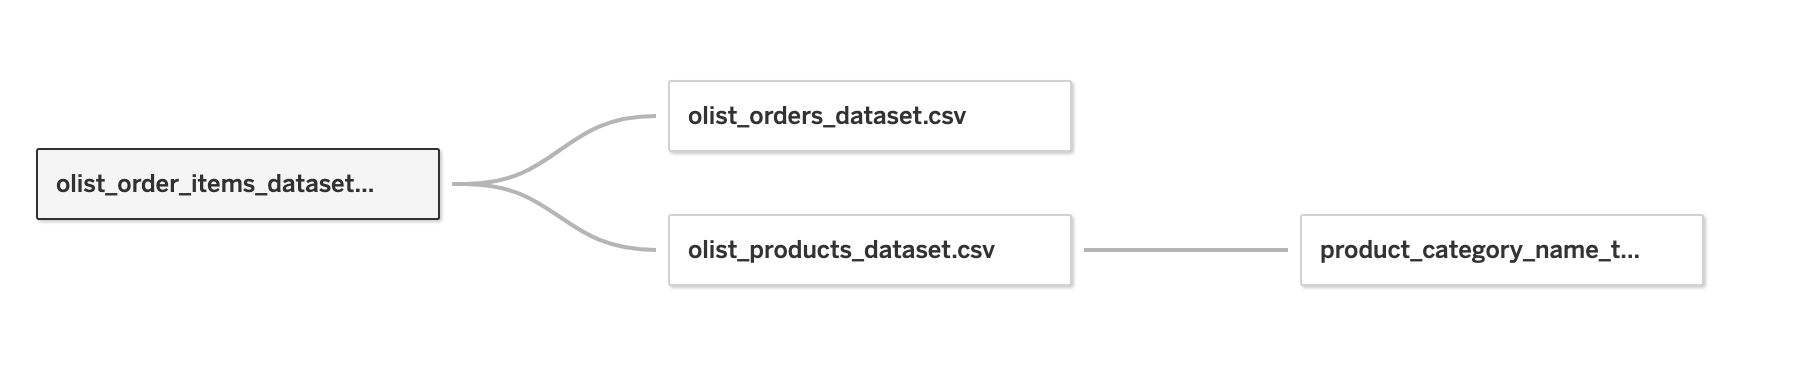 olist_orders_dataset.csv
olist_order_items_dataset...
olist_products_dataset.csv
product_category_name_t...